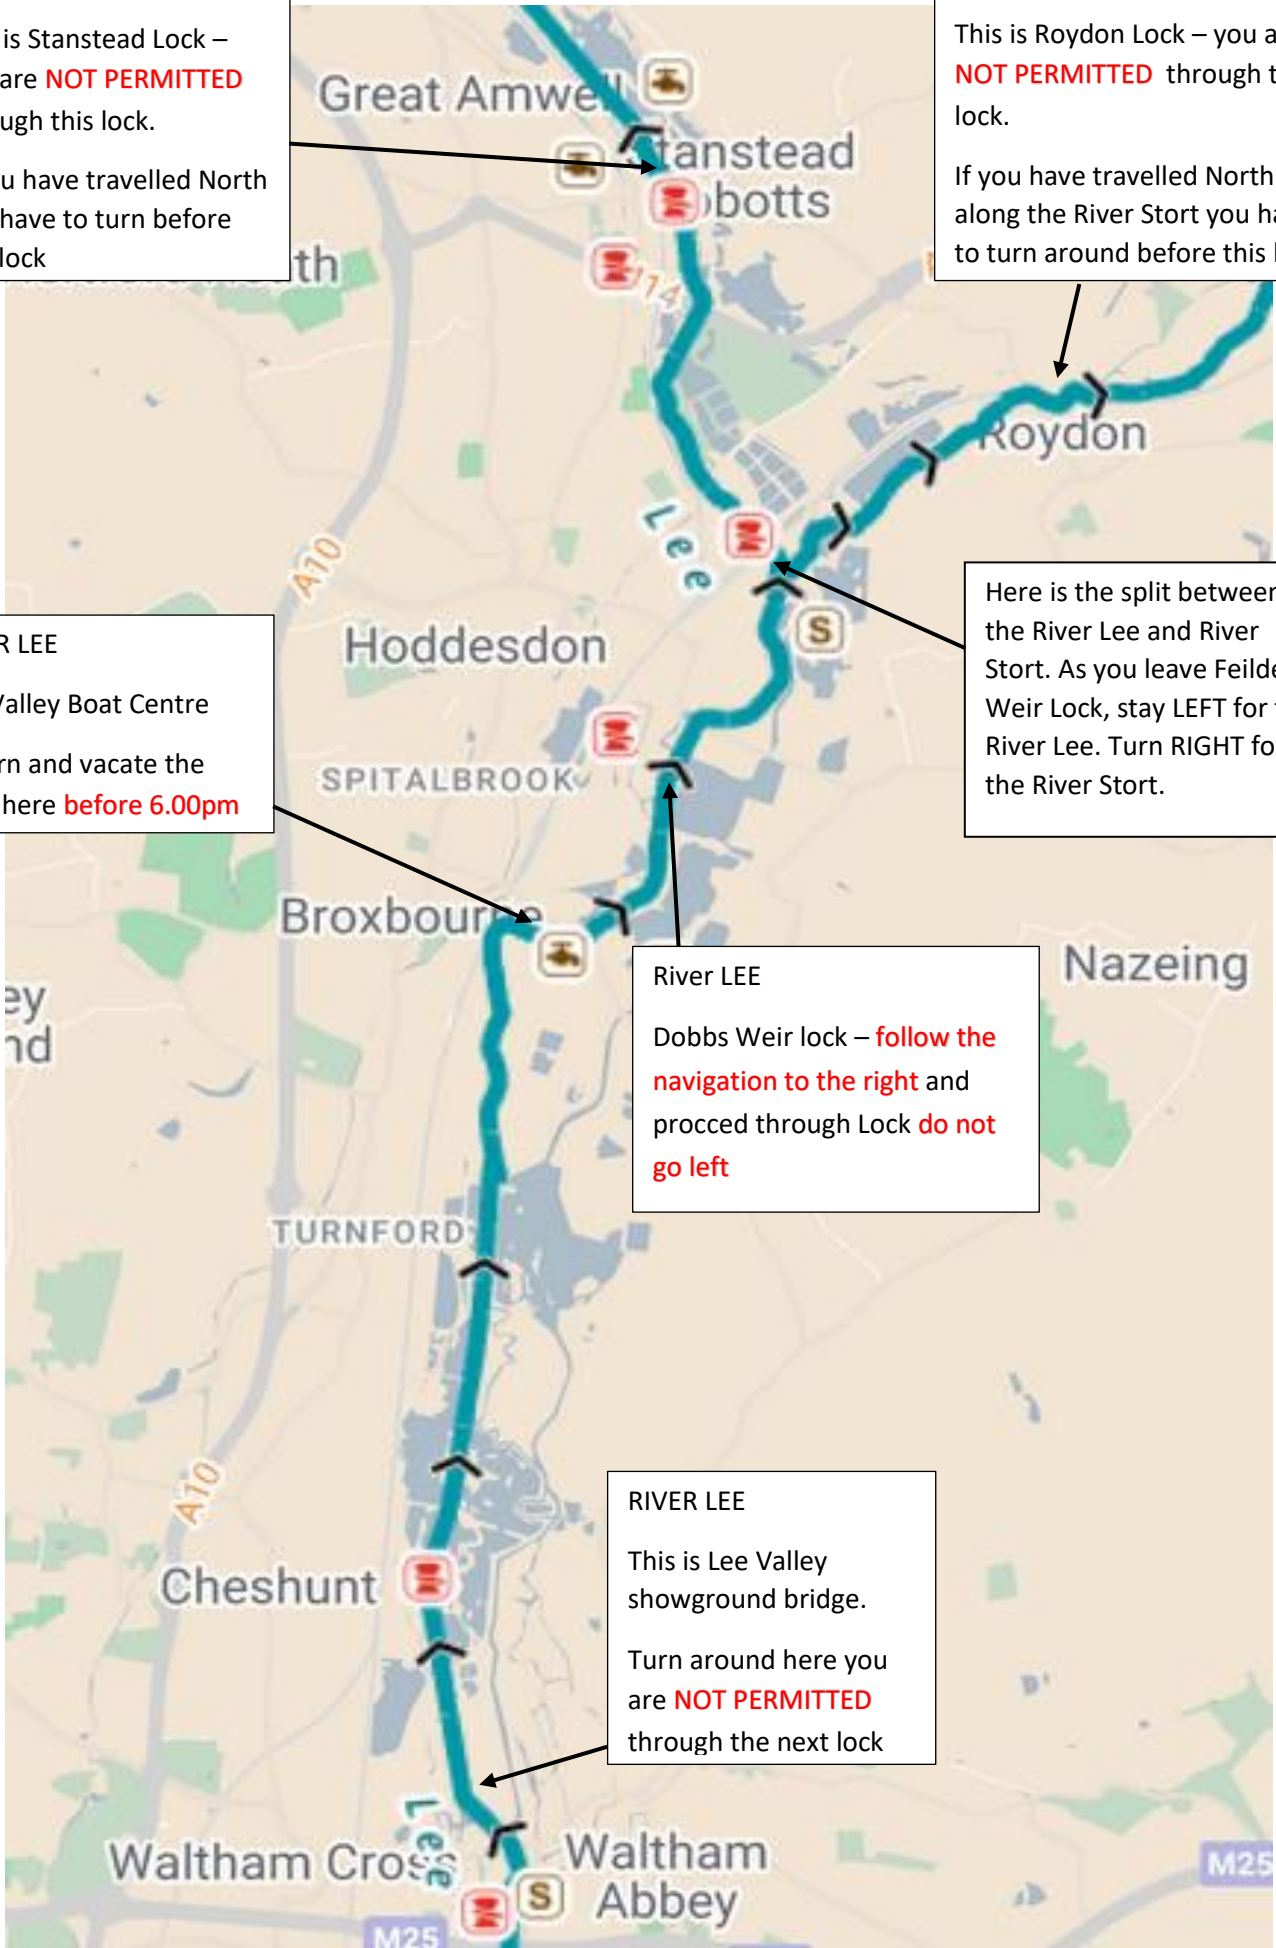 is Stanstead Lock –
are NOT PERMITTED
ugh this lock.
u have travelled North
have to turn before
lock
This is Roydon Lock – you a
NOT PERMITTED through t
lock.
If you have travelled North
along the River Stort you ha
to turn around before this l
Great Amwell
Stanstead
Abbotts
th
14
Roydon
Lee
A10
Hoddesdon
S
Here is the split between
the River Lee and River
Stort. As you leave Feilde
Weir Lock, stay LEFT for t
River Lee. Turn RIGHT fo
the River Stort.
R LEE
Valley Boat Centre
rn and vacate the
here before 6.00pm
SPITALBROOK
Broxbourne
Nazeing
ey
nd
River LEE
Dobbs Weir lock – follow the
navigation to the right and
procced through Lock do not
go left
TURNFORD
A10
Cheshunt
RIVER LEE
This is Lee Valley
showground bridge.
Turn around here you
are NOT PERMITTED
through the next lock
Lee
Waltham Cross
Waltham
Abbey
S
M25
M25